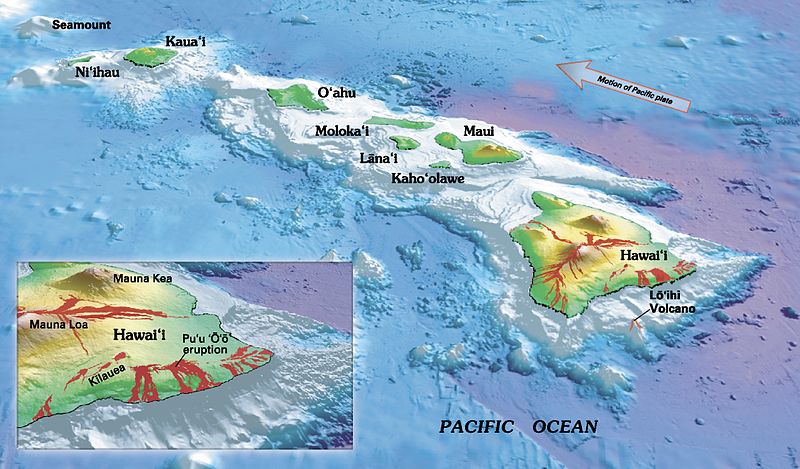 Seamount
Kaua‘i
Ni‘ihau
Motion of Pacific plate
O‘ahu
Moloka‘i
Maui
Lāna‘i
Kaho‘olawe
Hawai‘i
Lō‘ihi
Volcano
Mauna Kea
Mauna Loa
Hawai‘i
Pu‘u ‘Ō‘ō
eruption
Kīlauea
PACIFIC OCEAN